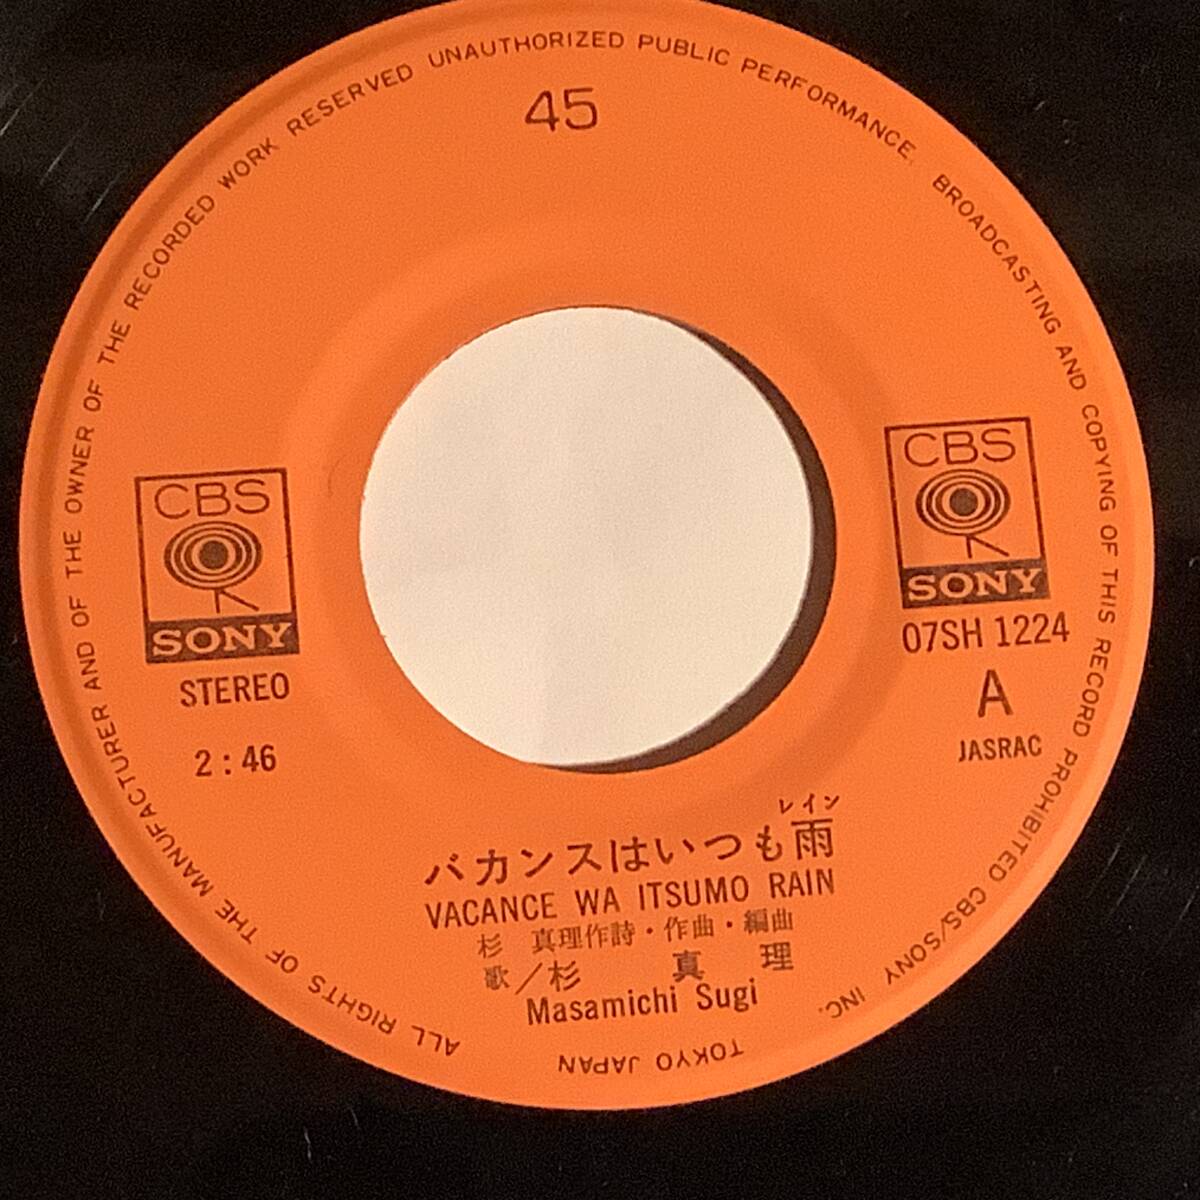 ALL RIGHTS OF THE MANUFACTURER AND OF THE OWNER OF THE RECORDED WORK RESERVED UNAUTHORIZED PUBLIC PERFORMANCE. BROADCASTING AND COPYING OF THIS RECORD PROHIBITED CBS/SONY INC.
TOKYO JAPAN
45
CBS
SONY
STEREO
2:46
CBS
SONY
07SH 1224
A
JASRAC
レイン
バカンスはいつも雨
VACANCE WA ITSUMO RAIN
杉 真理作詩・作曲・編曲
歌/杉 真理
Masamichi Sugi